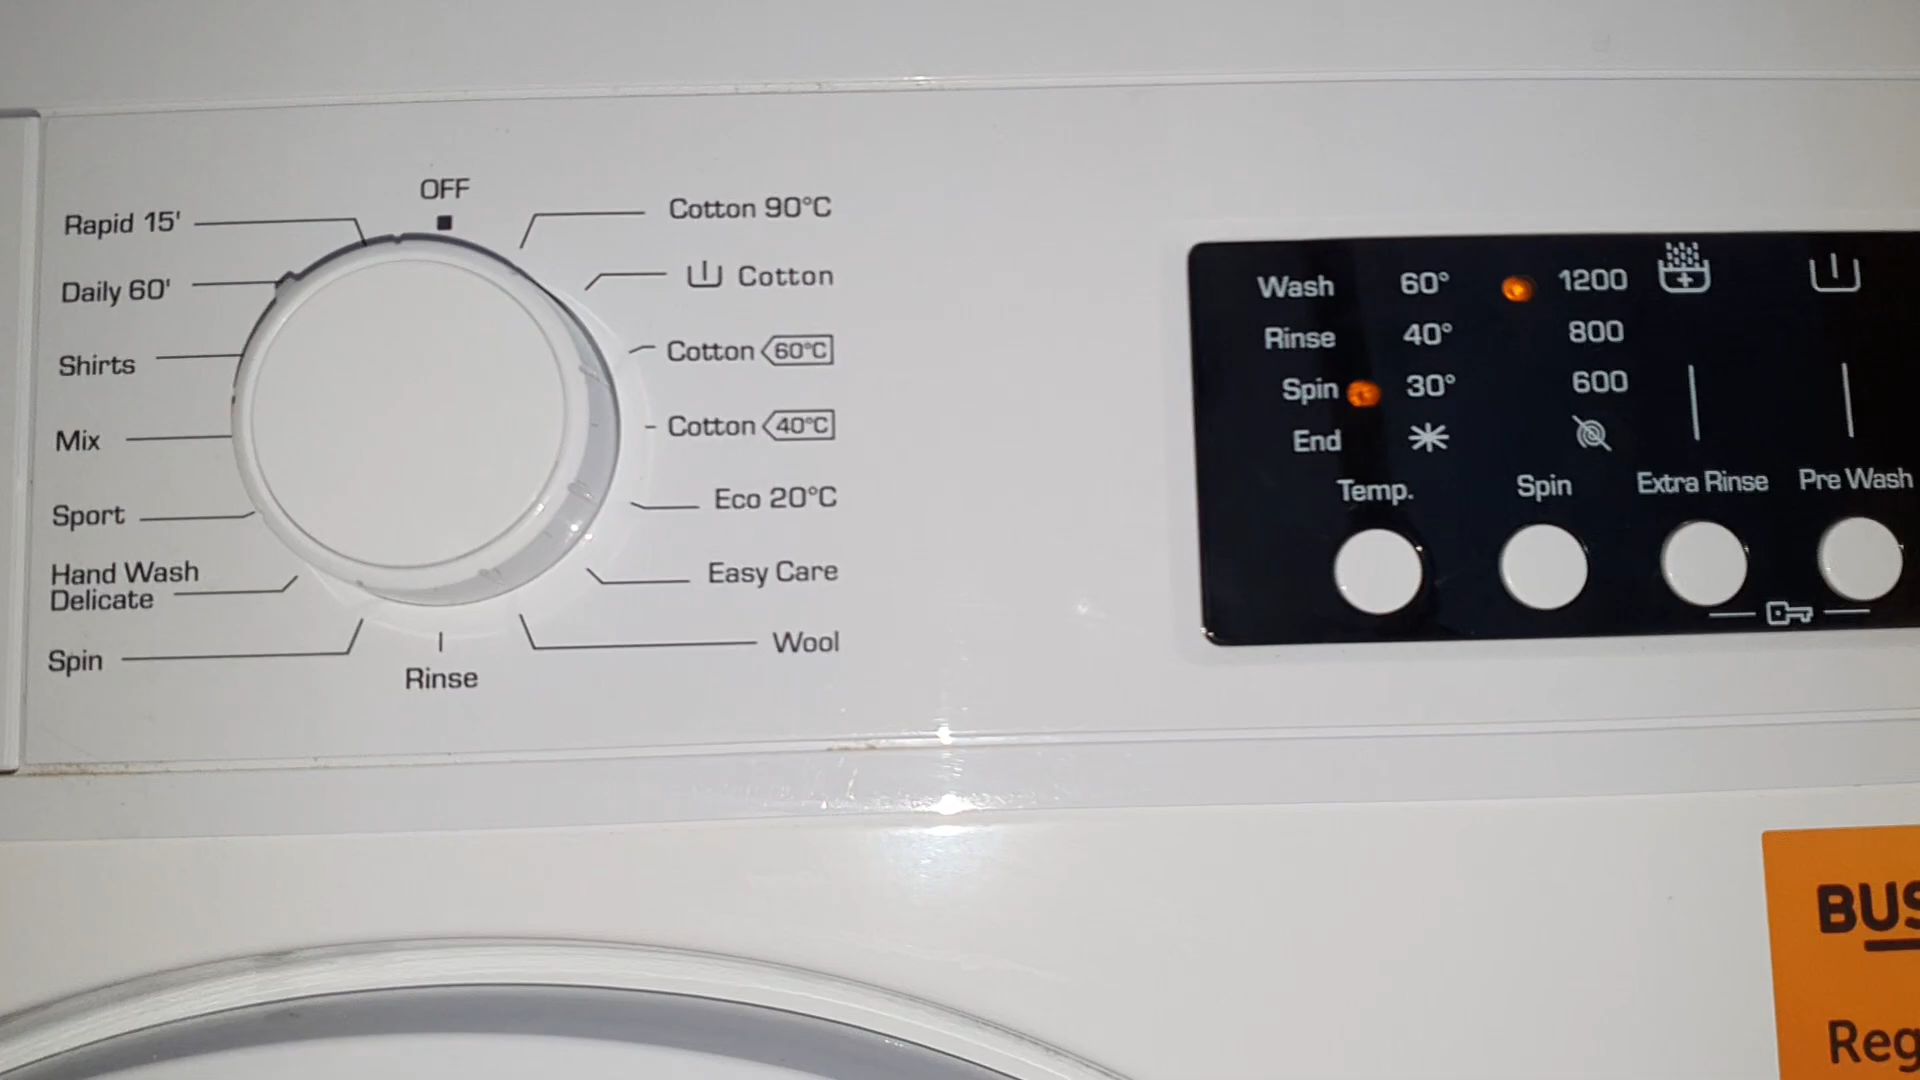 OFF
Rapid 15'
Daily 60'
Shirts
Mix
Sport
Hand Wash
Delicate
Spin
Rinse
Cotton 90°C
Cotton
Cotton 60°C
Cotton 40°C
Eco 20°C
Easy Care
Wool
Wash 60° 1200
Rinse 40° 800
Spin 30° 600
End
Temp. Spin Extra Rinse Pre Wash
BUS
Reg